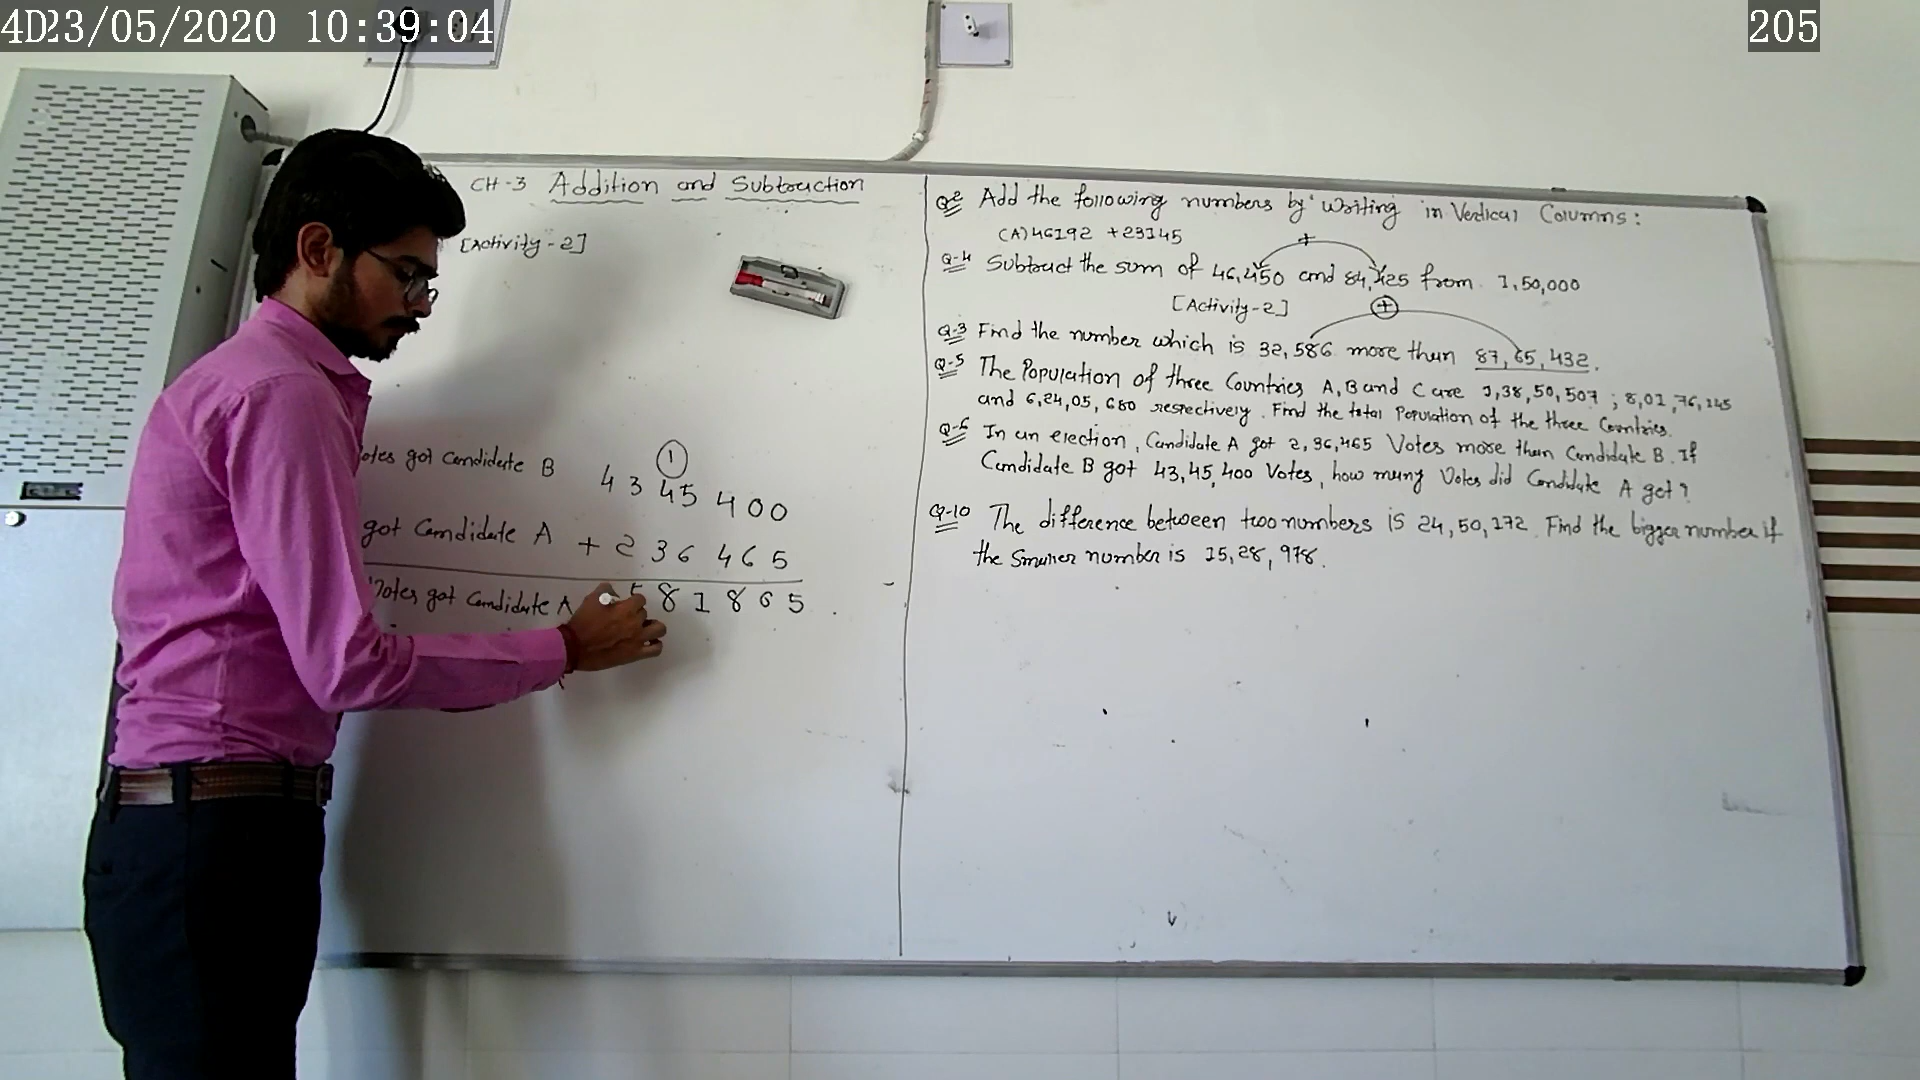 4D23/05/2020 10:39:04
205
CH-3 Addition and Subtraction
[Activity-2]
otes got Candidate B 4 3 45 4 0 0
1
got Candidate A + 2 3 6 4 6 5
Votes got Candidate A 5 8 1 8 6 5
Q-2 Add the following numbers by writing in Vertical Columns:
(A) 46192 + 23145
+
Q-4 Subtract the sum of 46,450 and 84,425 from 1,50,000
[Activity-2]
+
Q-3 Find the number which is 32,586 more than 87,65,432.
Q-5 The Population of three Countries A, B and C are 1,38,50,507 ; 8,01,76,145
and 6,24,05,680 respectively. Find the total Population of the three Countries.
Q-6 In an election, Candidate A got 2,36,465 Votes more than Candidate B. If
Candidate B got 43,45,400 Votes, how many Votes did Candidate A get?
Q-10 The difference between two numbers is 24,50,172. Find the bigger number if
the Smaller number is 15,28,978.